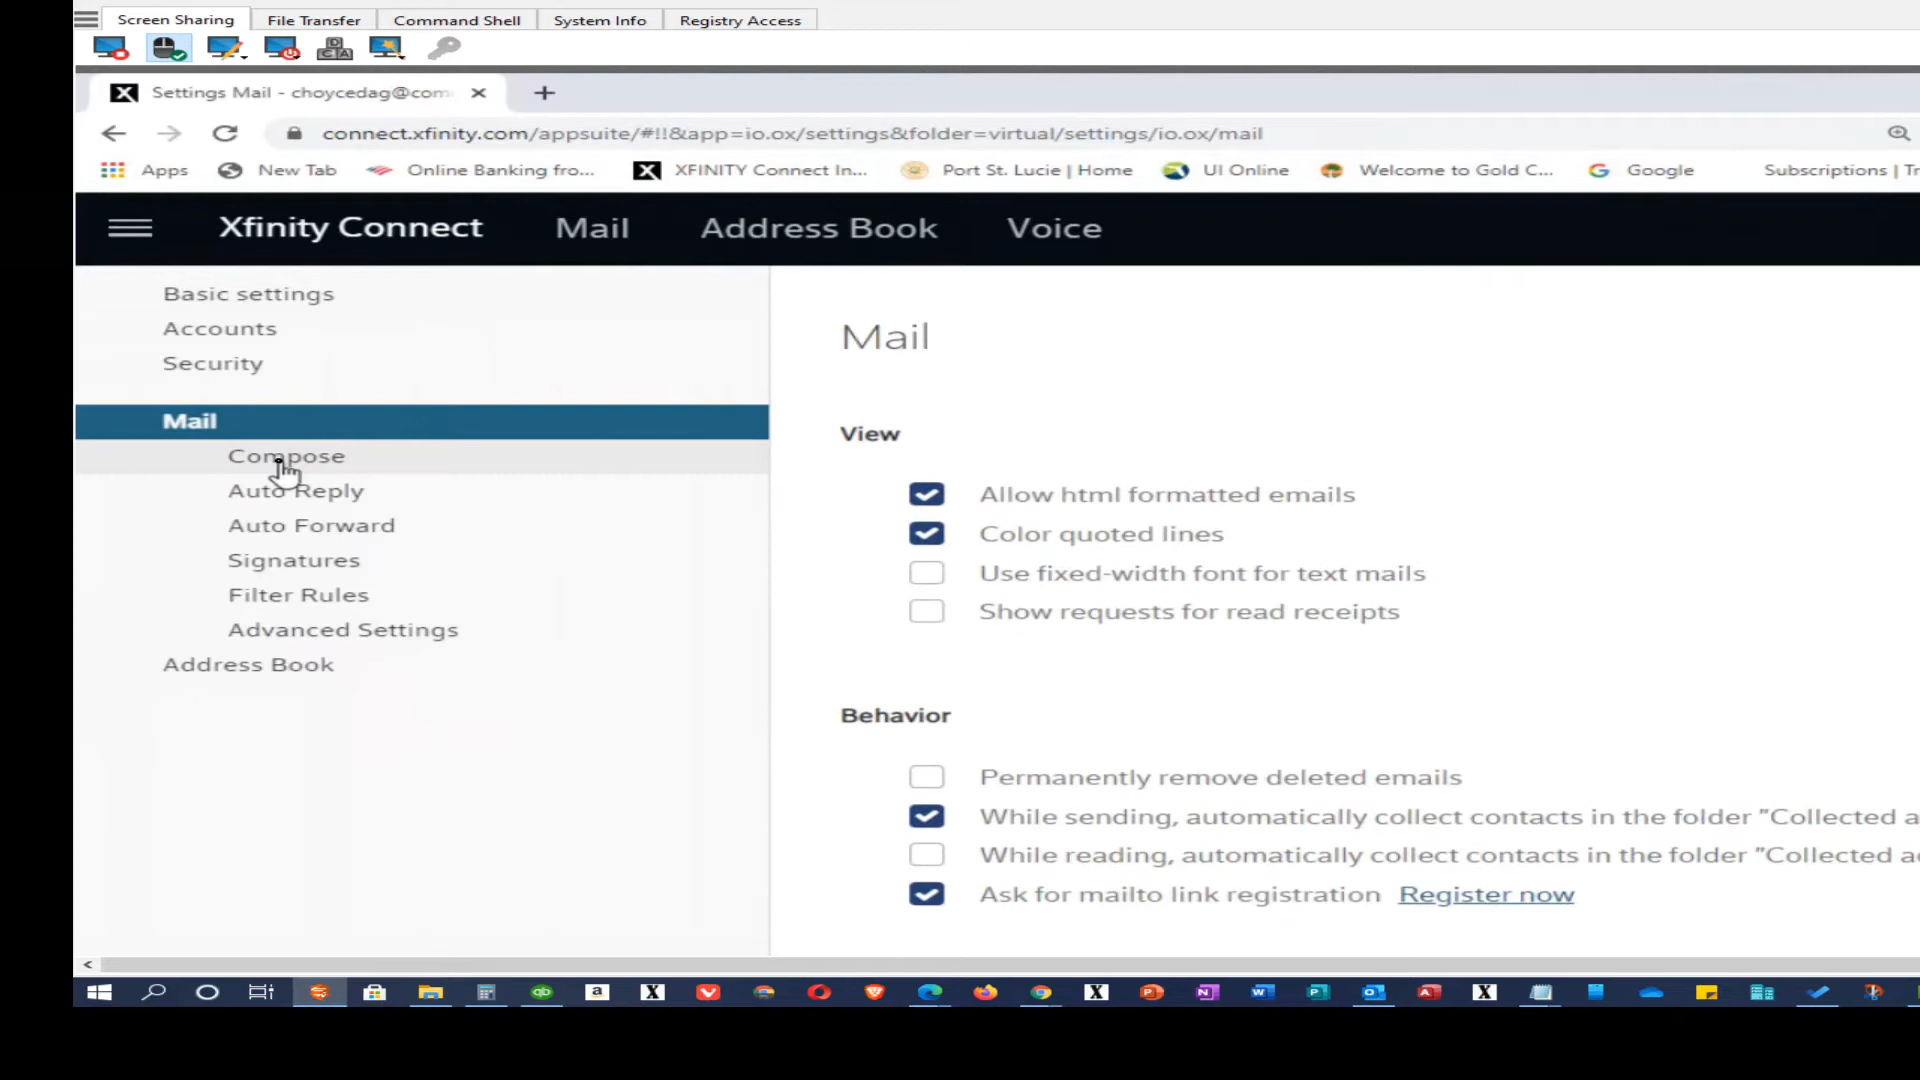 Screen Sharing File Transfer Command Shell System Info Registry Access
Settings Mail - choycedag@com
connect.xfinity.com/appsuite/#!!&app=io.ox/settings&folder=virtual/settings/io.ox/mail
Apps New Tab Online Banking fro... XFINITY Connect In... Port St. Lucie | Home UI Online Welcome to Gold C... Google Subscriptions | Tr
Xfinity Connect Mail Address Book Voice
Basic settings
Accounts
Security
Mail
Compose
Auto Reply
Auto Forward
Signatures
Filter Rules
Advanced Settings
Address Book
Mail
View
Allow html formatted emails
Color quoted lines
Use fixed-width font for text mails
Show requests for read receipts
Behavior
Permanently remove deleted emails
While sending, automatically collect contacts in the folder "Collected a
While reading, automatically collect contacts in the folder "Collected ad
Ask for mailto link registration Register now